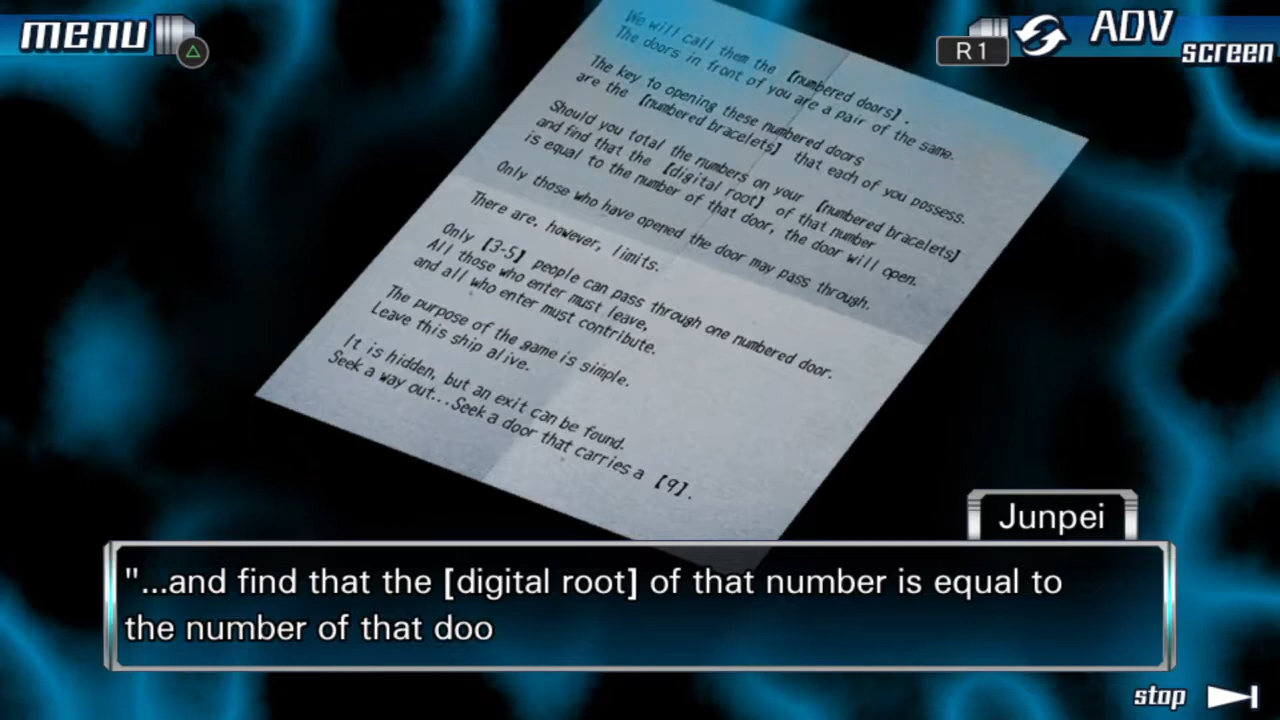 menu
R1
ADV
screen
We will call them the [numbered doors].
The doors in front of you are a pair of the same.
The key to opening these numbered doors
are the [numbered bracelets] that each of you possess.
Should you total the numbers on your [numbered bracelets]
and find that the [digital root] of that number
is equal to the number of that door, the door will open.
Only those who have opened the door may pass through.
There are, however, limits.
Only [3-5] people can pass through one numbered door.
All those who enter must leave,
and all who enter must contribute.
The purpose of the game is simple.
Leave this ship alive.
It is hidden, but an exit can be found.
Seek a way out...Seek a door that carries a [9].
Junpei
"...and find that the [digital root] of that number is equal to
the number of that doo
stop